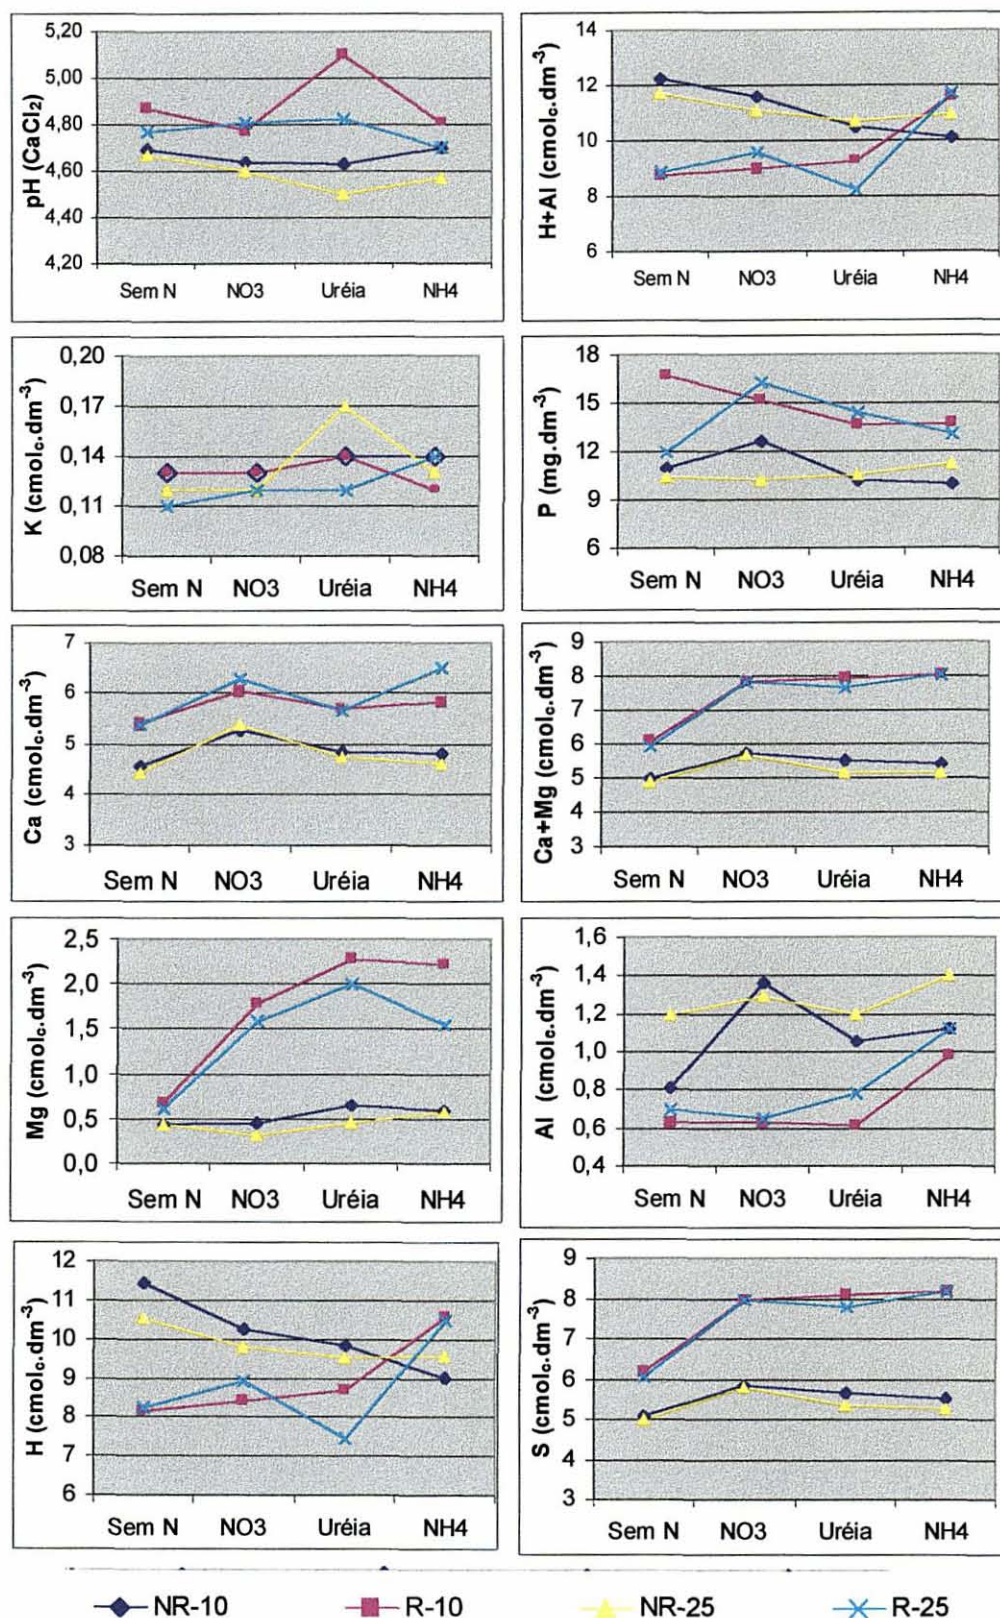 pH (CaCl₂)
5,20
5,00
4,80
4,60
4,40
4,20
Sem N NO3 Uréia NH4
H+Al (cmolc.dm⁻³)
14
12
10
8
6
Sem N NO3 Uréia NH4
K (cmolc.dm⁻³)
0,20
0,17
0,14
0,11
0,08
Sem N NO3 Uréia NH4
P (mg.dm⁻³)
18
15
12
9
6
Sem N NO3 Uréia NH4
Ca (cmolc.dm⁻³)
7
6
5
4
3
Sem N NO3 Uréia NH4
Ca+Mg (cmolc.dm⁻³)
9
8
7
6
5
4
3
Sem N NO3 Uréia NH4
Mg (cmolc.dm⁻³)
2,5
2,0
1,5
1,0
0,5
0,0
Sem N NO3 Uréia NH4
Al (cmolc.dm⁻³)
1,6
1,4
1,2
1,0
0,8
0,6
0,4
Sem N NO3 Uréia NH4
H (cmolc.dm⁻³)
12
11
10
9
8
7
6
Sem N NO3 Uréia NH4
S (cmolc.dm⁻³)
9
8
7
6
5
4
3
Sem N NO3 Uréia NH4
NR-10 R-10 NR-25 R-25